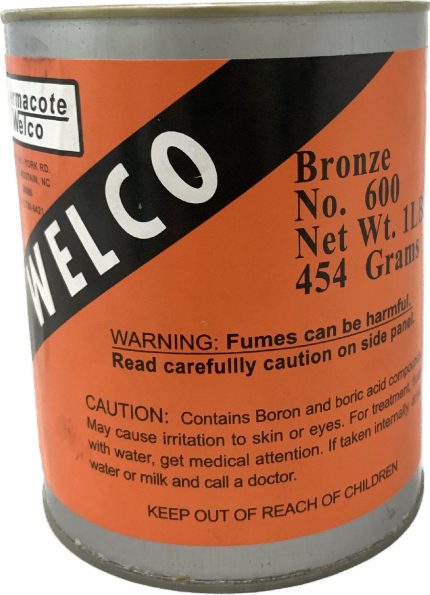 Welco
YORK RD.
NC
WELCO
Bronze
No. 600
Net Wt. 1LB
454 Grams
WARNING: Fumes can be harmful.
Read carefullly caution on side panel.
CAUTION: Contains Boron and boric acid
May cause irritation to skin or eyes. For treatment,
with water, get medical attention. If taken internally
water or milk and call a doctor.
KEEP OUT OF REACH OF CHILDREN